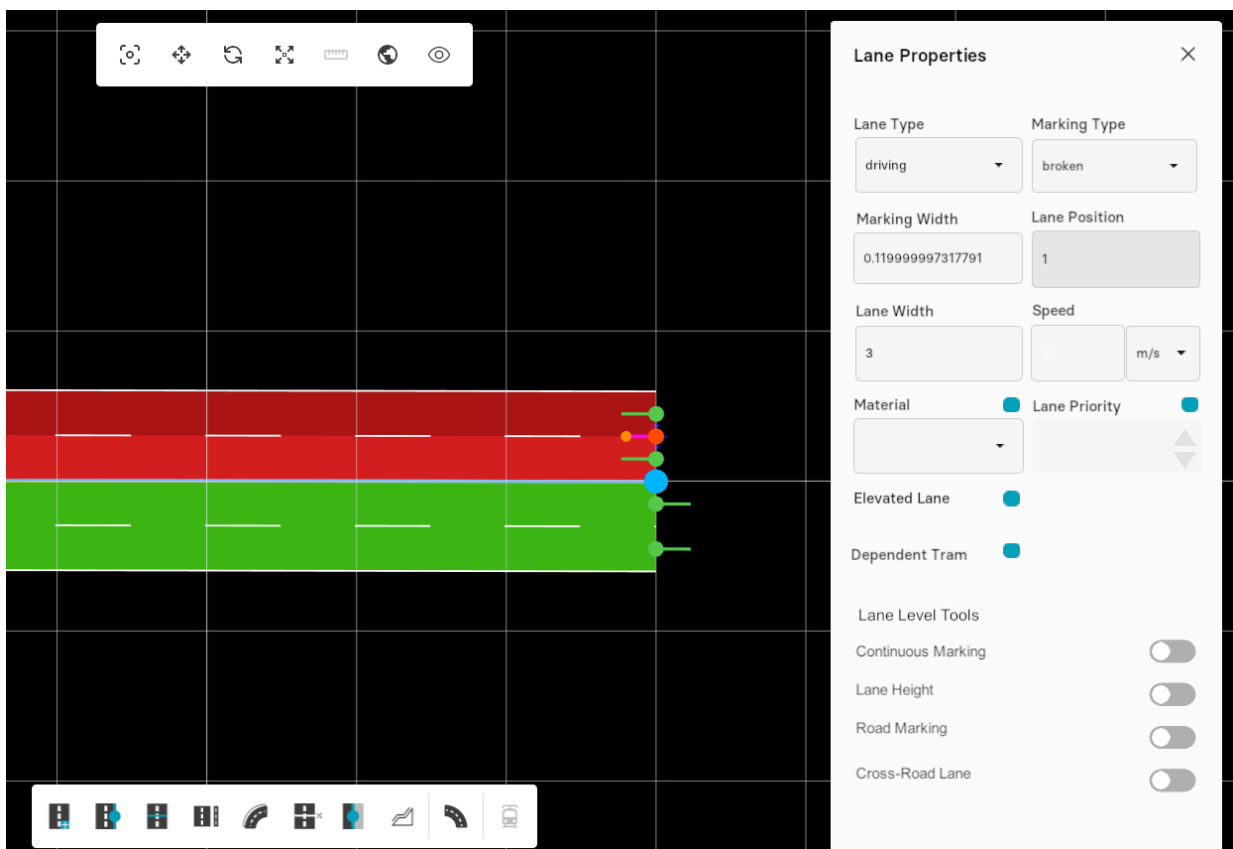 Lane Properties
Lane Type
Marking Type
driving
broken
Marking Width
Lane Position
0.119999997317791
1
Lane Width
Speed
3
m/s
Material
Lane Priority
Elevated Lane
Dependent Tram
Lane Level Tools
Continuous Marking
Lane Height
Road Marking
Cross-Road Lane